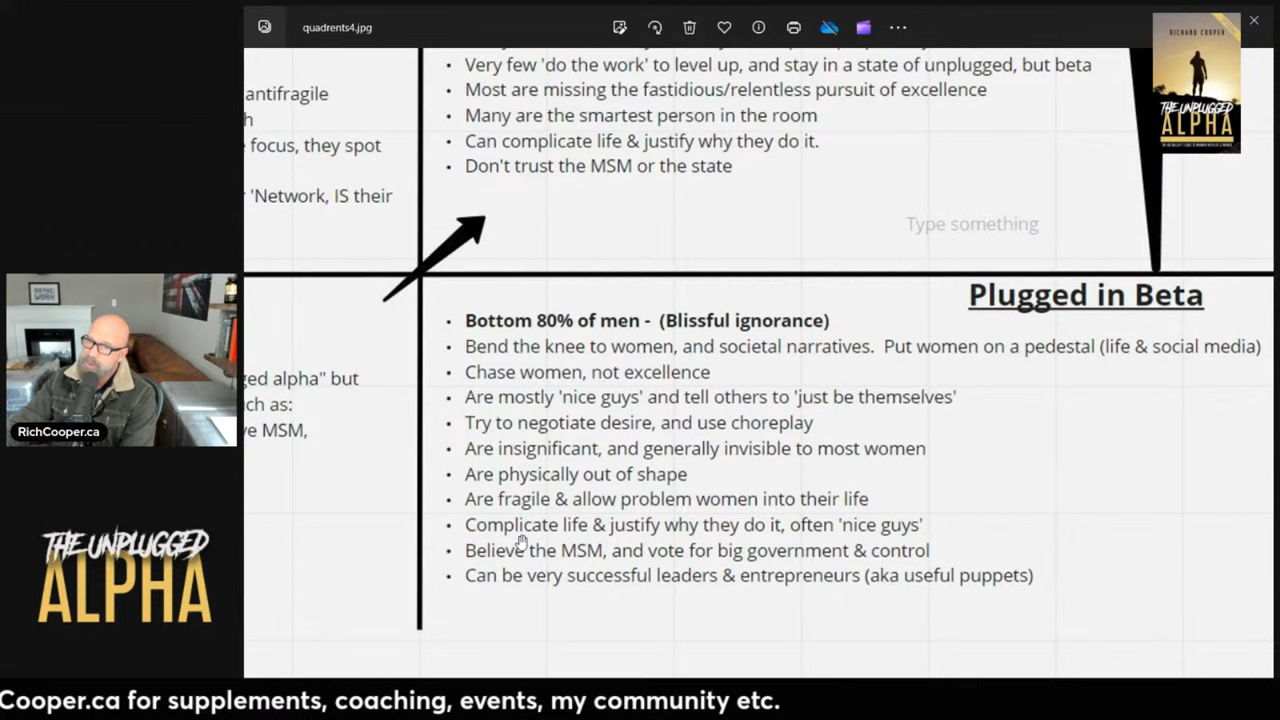 quadrents4.jpg
RICHARD COOPER
THE UNPLUGGED
ALPHA
antifragile
focus, they spot
'Network, IS their
Very few 'do the work' to level up, and stay in a state of unplugged, but beta
Most are missing the fastidious/relentless pursuit of excellence
Many are the smartest person in the room
Can complicate life & justify why they do it.
Don't trust the MSM or the state
Type something
Plugged in Beta
Bottom 80% of men - (Blissful ignorance)
Bend the knee to women, and societal narratives. Put women on a pedestal (life & social media)
Chase women, not excellence
Are mostly 'nice guys' and tell others to 'just be themselves'
Try to negotiate desire, and use choreplay
Are insignificant, and generally invisible to most women
Are physically out of shape
Are fragile & allow problem women into their life
Complicate life & justify why they do it, often 'nice guys'
Believe the MSM, and vote for big government & control
Can be very successful leaders & entrepreneurs (aka useful puppets)
ged alpha" but
ch as:
ve MSM,
RichCooper.ca
THE UNPLUGGED
ALPHA
Cooper.ca for supplements, coaching, events, my community etc.